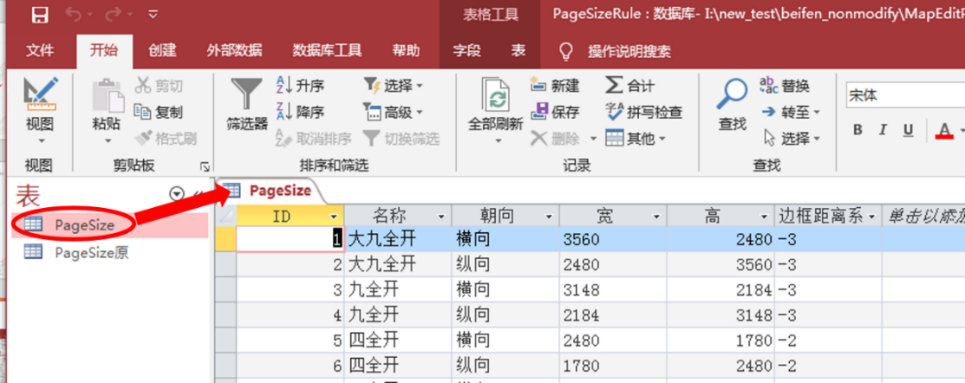 表格工具 PageSizeRule : 数据库- I:\new_test\beifen_nonmodify\MapEditP
文件 开始 创建 外部数据 数据库工具 帮助 字段 表 操作说明搜索
视图 粘贴 剪切 复制 格式刷 筛选器 升序 降序 取消排序 选择 高级 切换筛选 全部刷新 新建 保存 删除 合计 拼写检查 其他 查找 替换 转至 选择 宋体
B I U A
视图 剪贴板 排序和筛选 记录 查找
表 PageSize
PageSize
PageSize原
ID 名称 朝向 宽 高 边框距离系 单击以添加
1 大九全开 横向 3560 2480 -3
2 大九全开 纵向 2480 3560 -3
3 九全开 横向 3148 2184 -3
4 九全开 纵向 2184 3148 -3
5 四全开 横向 2480 1780 -2
6 四全开 纵向 1780 2480 -2